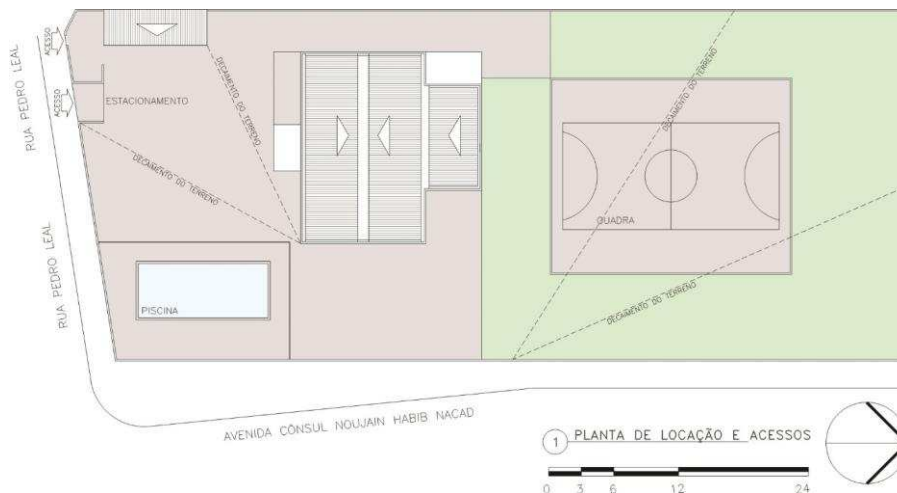 ACESSO
ACESSO
RUA PEDRO LEAL
ESTACIONAMENTO
DECAIMENTO DO TERRENO
DECAIMENTO DO TERRENO
DECAIMENTO DO TERRENO
QUADRA
DECAIMENTO DO TERRENO
RUA PEDRO LEAL
PISCINA
AVENIDA CÔNSUL NOUJAIN HABIB NACAD
1 PLANTA DE LOCAÇÃO E ACESSOS
0 3 6 12 24